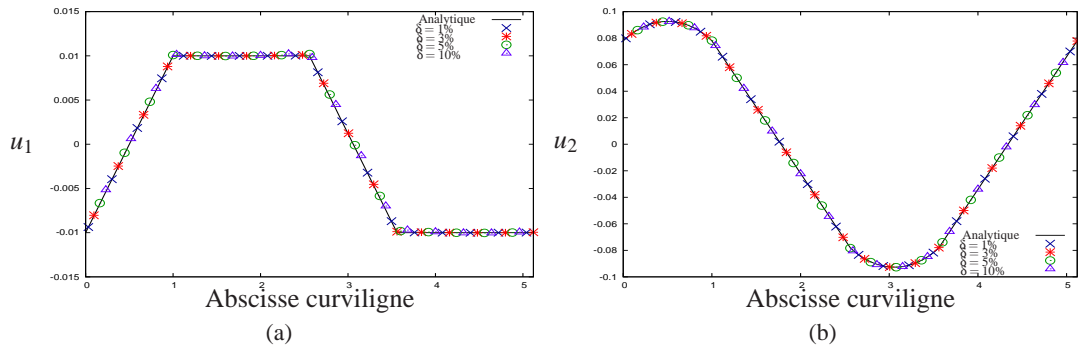 0.015
0.01
0.005
0
-0.005
-0.01
-0.015
u1
Analytique
δ = 1%
δ = 3%
δ = 5%
δ = 10%
0 1 2 3 4 5
Abscisse curviligne
(a)
0.1
0.08
0.06
0.04
0.02
0
-0.02
-0.04
-0.06
-0.08
-0.1
u2
Analytique
δ = 1%
δ = 3%
δ = 5%
δ = 10%
0 1 2 3 4 5
Abscisse curviligne
(b)